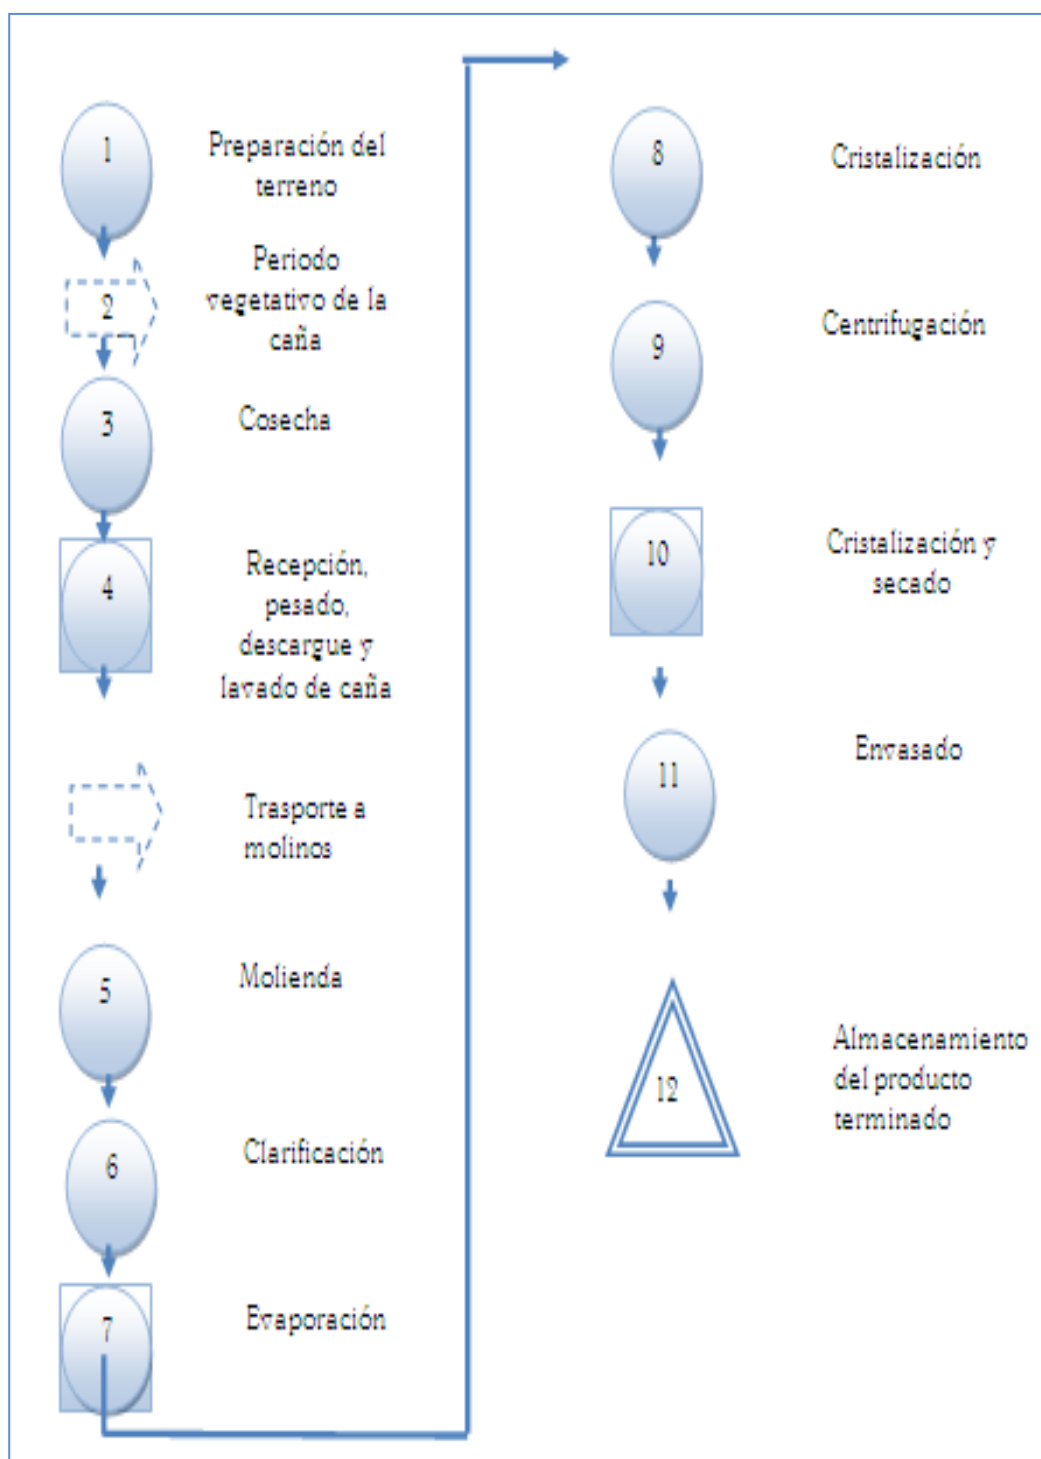 1
Preparación del
terreno
2
Periodo
vegetativo de la
caña
3
Cosecha
4
Recepción,
pesado,
descargue y
lavado de caña
Trasporte a
molinos
5
Molienda
6
Clarificación
7
Evaporación
8
Cristalización
9
Centrifugación
10
Cristalización y
secado
11
Envasado
12
Almacenamiento
del producto
terminado